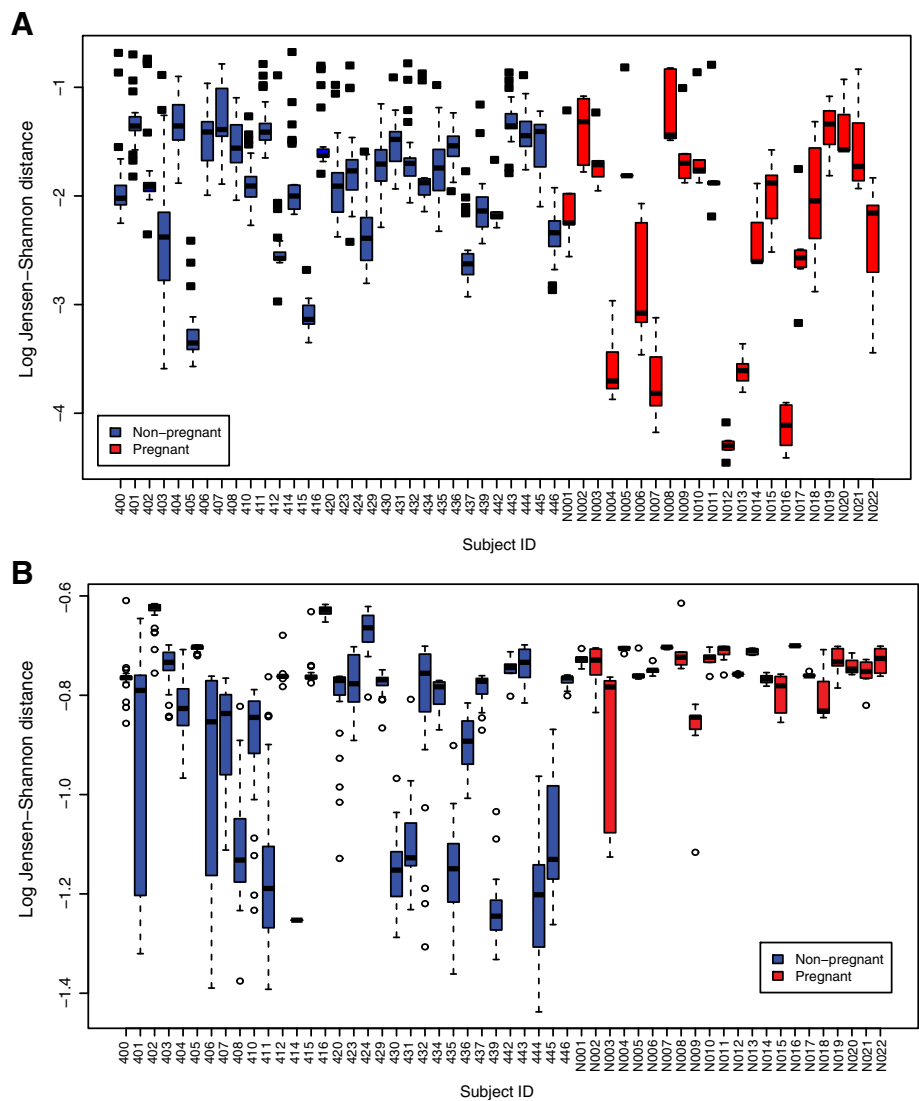 A
Log Jensen−Shannon distance
−1
−2
−3
−4
Non−pregnant
Pregnant
400 401 402 403 404 405 406 407 408 410 411 412 414 415 416 420 423 424 429 430 431 432 434 435 436 437 439 442 443 444 445 446 N001 N002 N003 N004 N005 N006 N007 N008 N009 N010 N011 N012 N013 N014 N015 N016 N017 N018 N019 N020 N021 N022
Subject ID
B
Log Jensen−Shannon distance
−0.6
−0.8
−1.0
−1.2
−1.4
Non−pregnant
Pregnant
400 401 402 403 404 405 406 407 408 410 411 412 414 415 416 420 423 424 429 430 431 432 434 435 436 437 439 442 443 444 445 446 N001 N002 N003 N004 N005 N006 N007 N008 N009 N0010 N011 N012 N013 N014 N015 N016 N017 N018 N019 N020 N021 N022
Subject ID